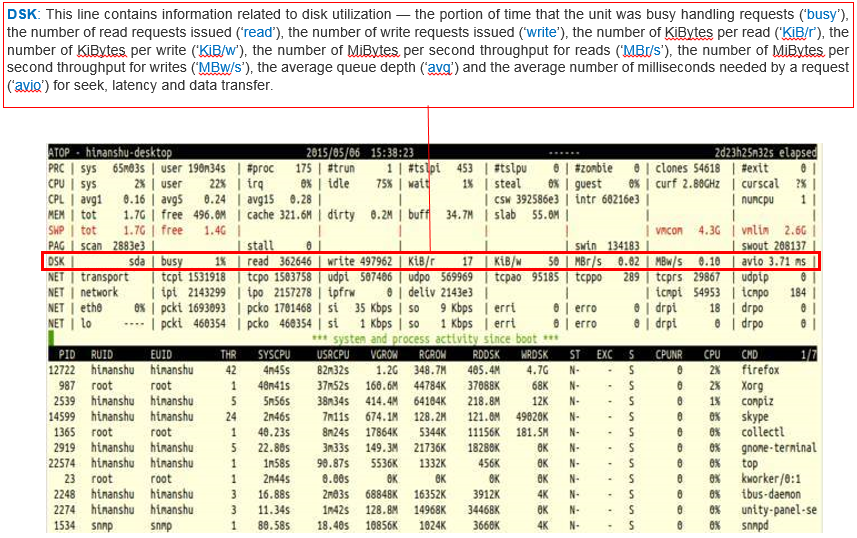 DSK: This line contains information related to disk utilization — the portion of time that the unit was busy handling requests (‘busy’),
the number of read requests issued (‘read’), the number of write requests issued (‘write’), the number of KiBytes per read (‘KiB/r’), the
number of KiBytes per write (‘KiB/w’), the number of MiBytes per second throughput for reads (‘MBr/s’), the number of MiBytes per
second throughput for writes (‘MBw/s’), the average queue depth (‘avq’) and the average number of milliseconds needed by a request
(‘avio’) for seek, latency and data transfer.
ATOP - himanshu-desktop 2015/05/06 15:38:23 ------ 2d23h25m32s elapsed
PRC | sys 65m03s | user 190m34s | #proc 175 | #trun 1 | #tslpi 453 | #tslpu 0 | #zombie 0 | clones 54618 | #exit 0 |
CPU | sys 2% | user 22% | irq 0% | idle 75% | wait 1% | steal 0% | guest 0% | curf 2.80GHz | curscal ?% |
CPL | avg1 0.16 | avg5 0.24 | avg15 0.28 | | | csw 392586e3 | intr 60216e3 | | numcpu 1 |
MEM | tot 1.7G | free 496.0M | cache 321.6M | dirty 0.2M | buff 34.7M | slab 55.0M | | | |
SWP | tot 1.7G | free 1.4G | | | | | | vmcom 4.3G | vmlim 2.6G |
PAG | scan 2883e3 | | stall 0 | | | | swin 134183 | | swout 208137 |
DSK | sda | busy 1% | read 362646 | write 497962 | KiB/r 17 | KiB/w 50 | MBr/s 0.02 | MBw/s 0.10 | avio 3.71 ms |
NET | transport | tcpi 1531918 | tcpo 1503758 | udpi 507406 | udpo 569969 | tcpao 95185 | tcppo 289 | tcprs 29867 | udpip 0 |
NET | network | ipi 2143299 | ipo 2157278 | ipfrw 0 | deliv 2143e3 | | | icmpi 54953 | icmpo 184 |
NET | eth0 0% | pcki 1693093 | pcko 1701468 | si 35 Kbps | so 9 Kbps | erri 0 | erro 0 | drpi 18 | drpo 0 |
NET | lo ---- | pcki 460354 | pcko 460354 | si 1 Kbps | so 1 Kbps | erri 0 | erro 0 | drpi 0 | drpo 0 |
*** system and process activity since boot ***
PID RUID EUID THR SYSCPU USRCPU VGROW RGROW RDDSK WRDSK ST EXC S CPUNR CPU CMD 1/7
12722 himanshu himanshu 42 4m45s 82m32s 1.2G 348.7M 405.4M 4.7G N- - S 0 2% firefox
987 root root 1 40m41s 37m52s 160.6M 44784K 37088K 68K N- - S 0 2% Xorg
2539 himanshu himanshu 5 5m56s 38m34s 414.4M 64104K 218.8M 12K N- - S 0 1% compiz
14599 himanshu himanshu 24 2m46s 7m11s 674.1M 128.2M 121.0M 49020K N- - S 0 0% skype
1365 root root 1 40.23s 8m24s 17864K 5344K 11156K 181.5M N- - S 0 0% collectl
2919 himanshu himanshu 5 22.80s 3m33s 149.3M 21736K 18280K 0K N- - S 0 0% gnome-terminal
22574 himanshu himanshu 1 1m58s 90.87s 5536K 1332K 456K 0K N- - S 0 0% top
23 root root 1 2m44s 0.00s 0K 0K 0K 0K N- - S 0 0% kworker/0:1
2248 himanshu himanshu 3 16.88s 2m03s 68848K 16352K 3912K 4K N- - S 0 0% ibus-daemon
2274 himanshu himanshu 3 11.34s 1m42s 128.8M 14968K 34468K 0K N- - S 0 0% unity-panel-se
1534 snmp snmp 1 80.58s 18.40s 10856K 1024K 3660K 4K N- - S 0 0% snmpd